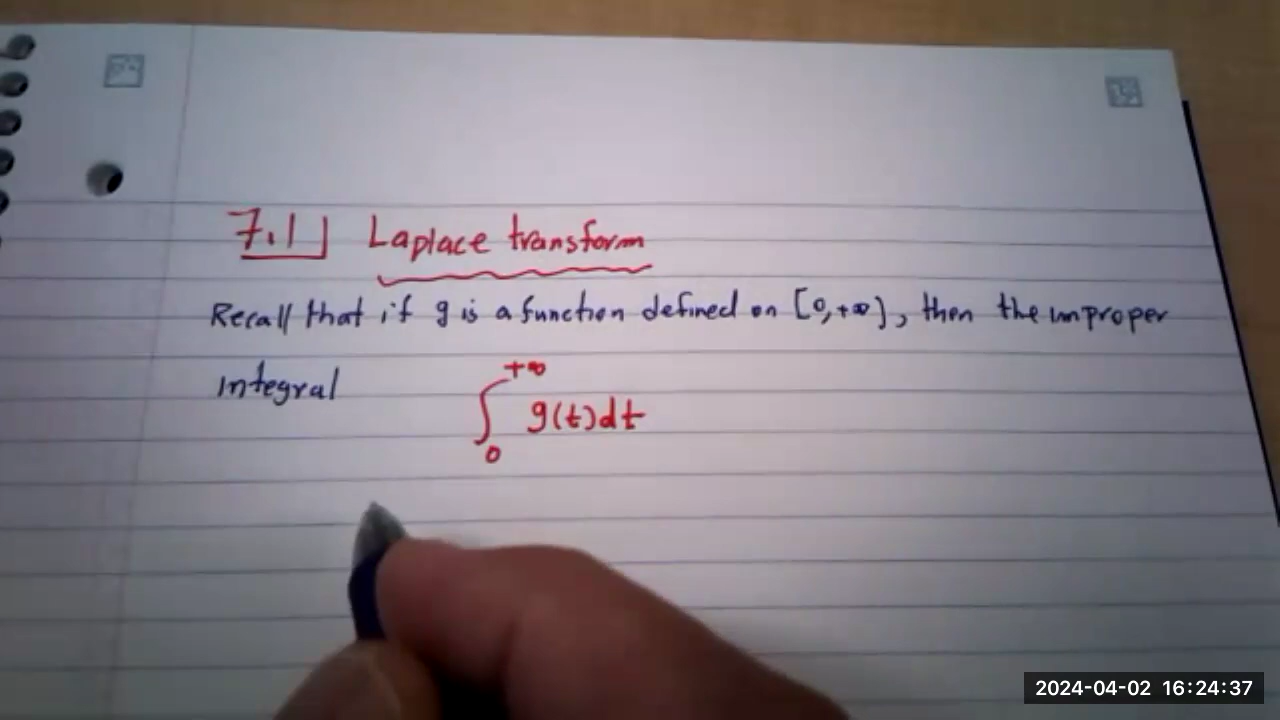 7.1 Laplace transform
Recall that if g is a function defined on [0,+∞), then the improper
integral ∫₀⁺∞ g(t)dt
2024-04-02 16:24:37